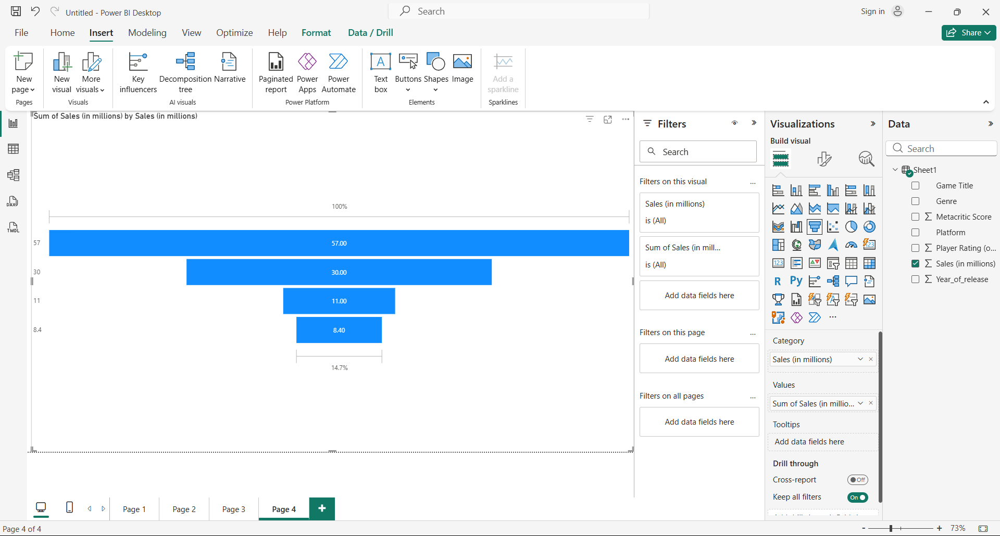 Untitled - Power BI Desktop
Search
Sign in
File Home Insert Modeling View Optimize Help Format Data / Drill
Share
New page
Pages
New visual
More visuals
Visuals
Key influencers
Decomposition tree
Narrative
AI visuals
Paginated report
Power Apps
Power Automate
Power Platform
Text box
Buttons
Shapes
Image
Elements
Add a sparkline
Sparklines
DAX
TMDL
Sum of Sales (in millions) by Sales (in millions)
100%
57 57.00
30 30.00
11 11.00
8.4 8.40
14.7%
Filters
Search
Filters on this visual ...
Sales (in millions)
is (All)
Sum of Sales (in mill...
is (All)
Add data fields here
Filters on this page ...
Add data fields here
Filters on all pages ...
Add data fields here
Visualizations
Build visual
123
123
R Py
Category
Sales (in millions)
Values
Sum of Sales (in millio...
Tooltips
Add data fields here
Drill through
Cross-report Off
Keep all filters On
Data
Search
Sheet1
Game Title
Genre
Metacritic Score
Platform
Player Rating (o...
Sales (in millions)
Year_of_release
Page 1 Page 2 Page 3 Page 4 +
Page 4 of 4
- + 73%